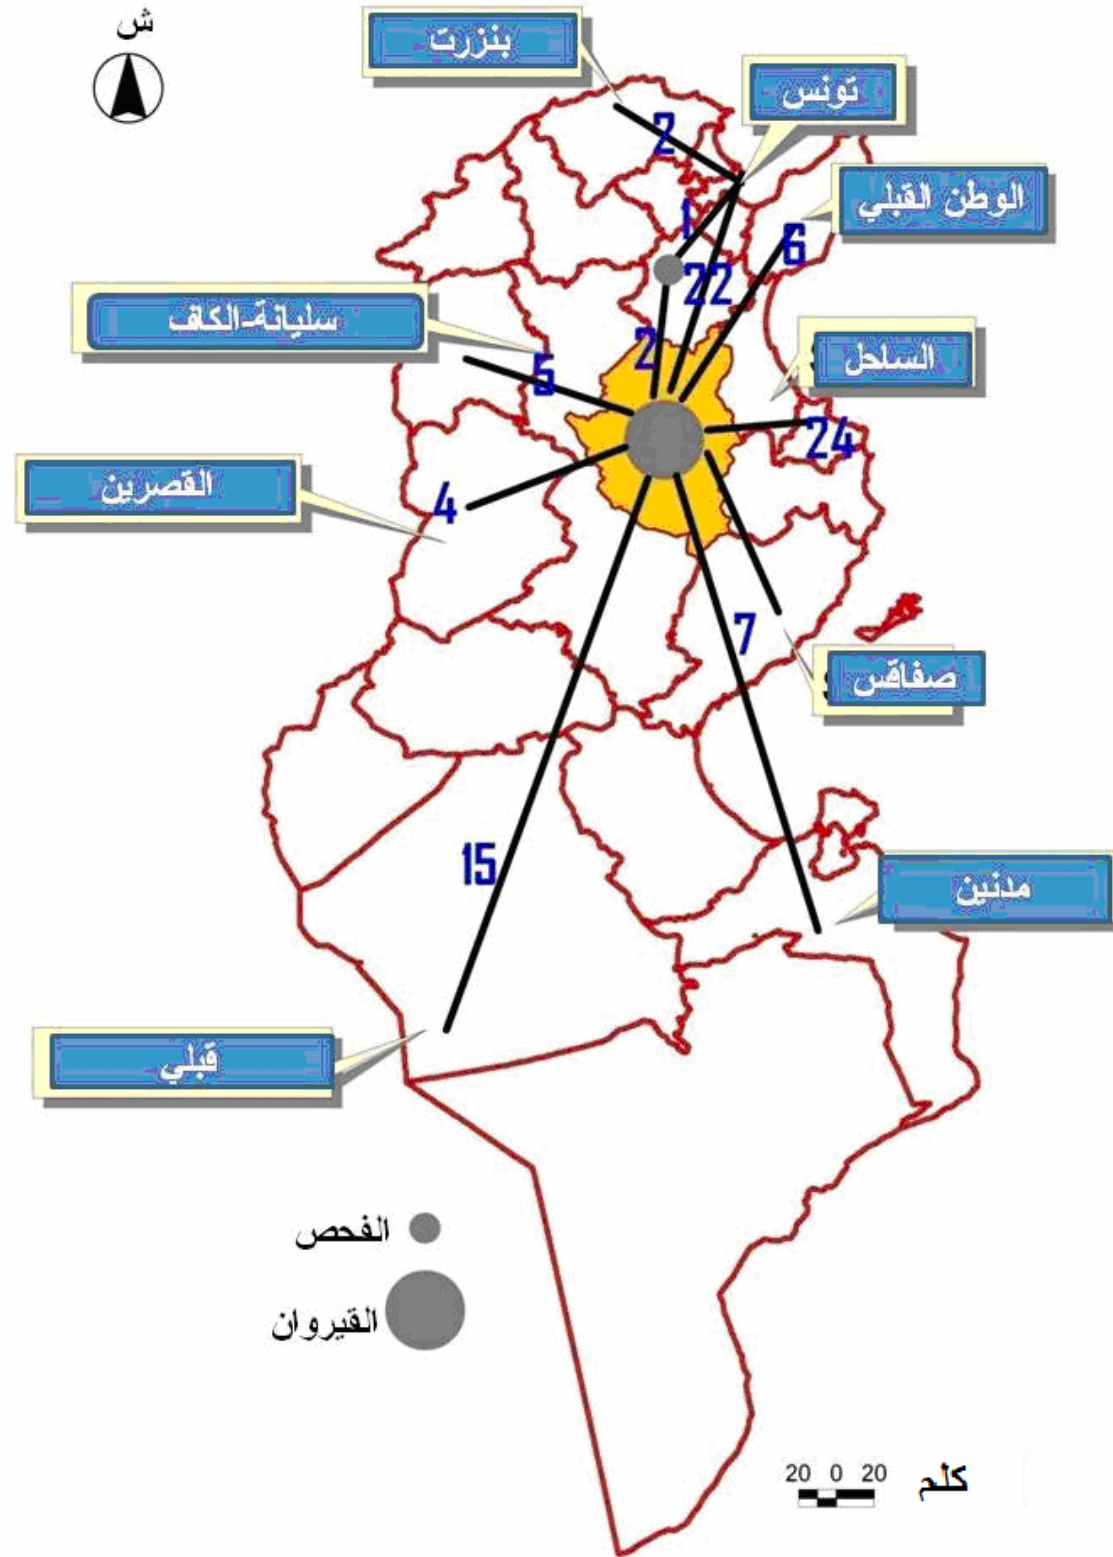 ش
بنزرت
تونس
2
الوطن القبلي
1
6
22
سليانة-الكاف
2
الساحل
5
24
القصرين
4
7
صفاقس
15
مدنين
قبلي
الفحص
القيروان
20 0 20
كلم